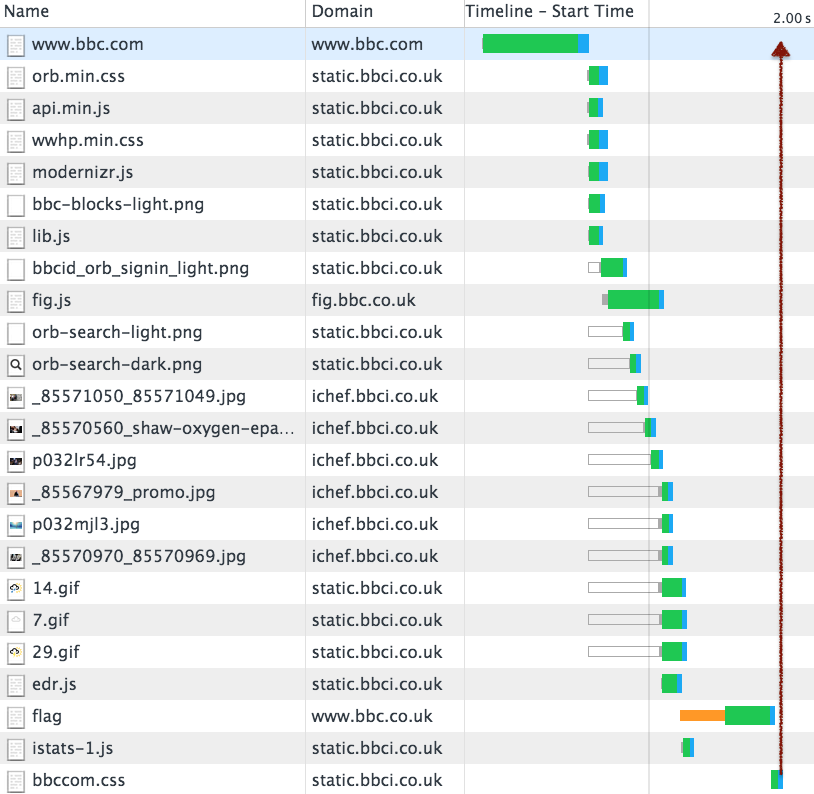 Name Domain Timeline – Start Time 2.00 s
www.bbc.com www.bbc.com
orb.min.css static.bbci.co.uk
api.min.js static.bbci.co.uk
wwhp.min.css static.bbci.co.uk
modernizr.js static.bbci.co.uk
bbc-blocks-light.png static.bbci.co.uk
lib.js static.bbci.co.uk
bbcid_orb_signin_light.png static.bbci.co.uk
fig.js fig.bbc.co.uk
orb-search-light.png static.bbci.co.uk
orb-search-dark.png static.bbci.co.uk
_85571050_85571049.jpg ichef.bbci.co.uk
_85570560_shaw-oxygen-epa... ichef.bbci.co.uk
p032lr54.jpg ichef.bbci.co.uk
_85567979_promo.jpg ichef.bbci.co.uk
p032mjl3.jpg ichef.bbci.co.uk
_85570970_85570969.jpg ichef.bbci.co.uk
14.gif static.bbci.co.uk
7.gif static.bbci.co.uk
29.gif static.bbci.co.uk
edr.js static.bbci.co.uk
flag www.bbc.co.uk
istats-1.js static.bbci.co.uk
bbccom.css static.bbci.co.uk